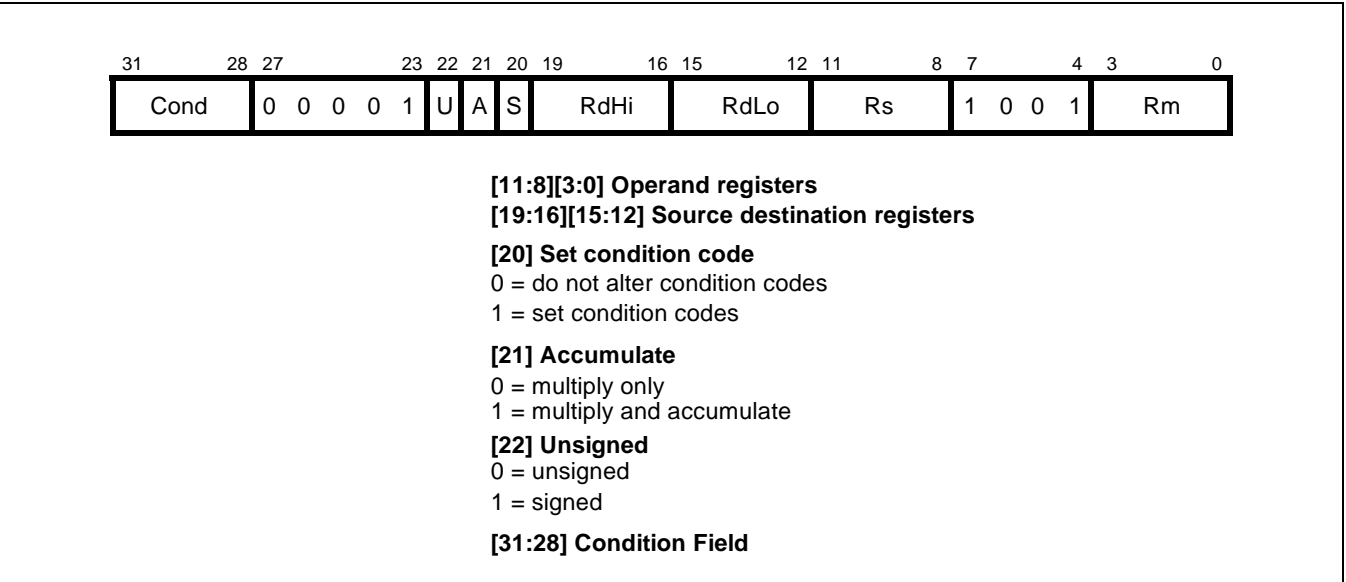 31 28 27 23 22 21 20 19 16 15 12 11 8 7 4 3 0
Cond 0 0 0 0 1 U A S RdHi RdLo Rs 1 0 0 1 Rm
[11:8][3:0] Operand registers
[19:16][15:12] Source destination registers
[20] Set condition code
0 = do not alter condition codes
1 = set condition codes
[21] Accumulate
0 = multiply only
1 = multiply and accumulate
[22] Unsigned
0 = unsigned
1 = signed
[31:28] Condition Field